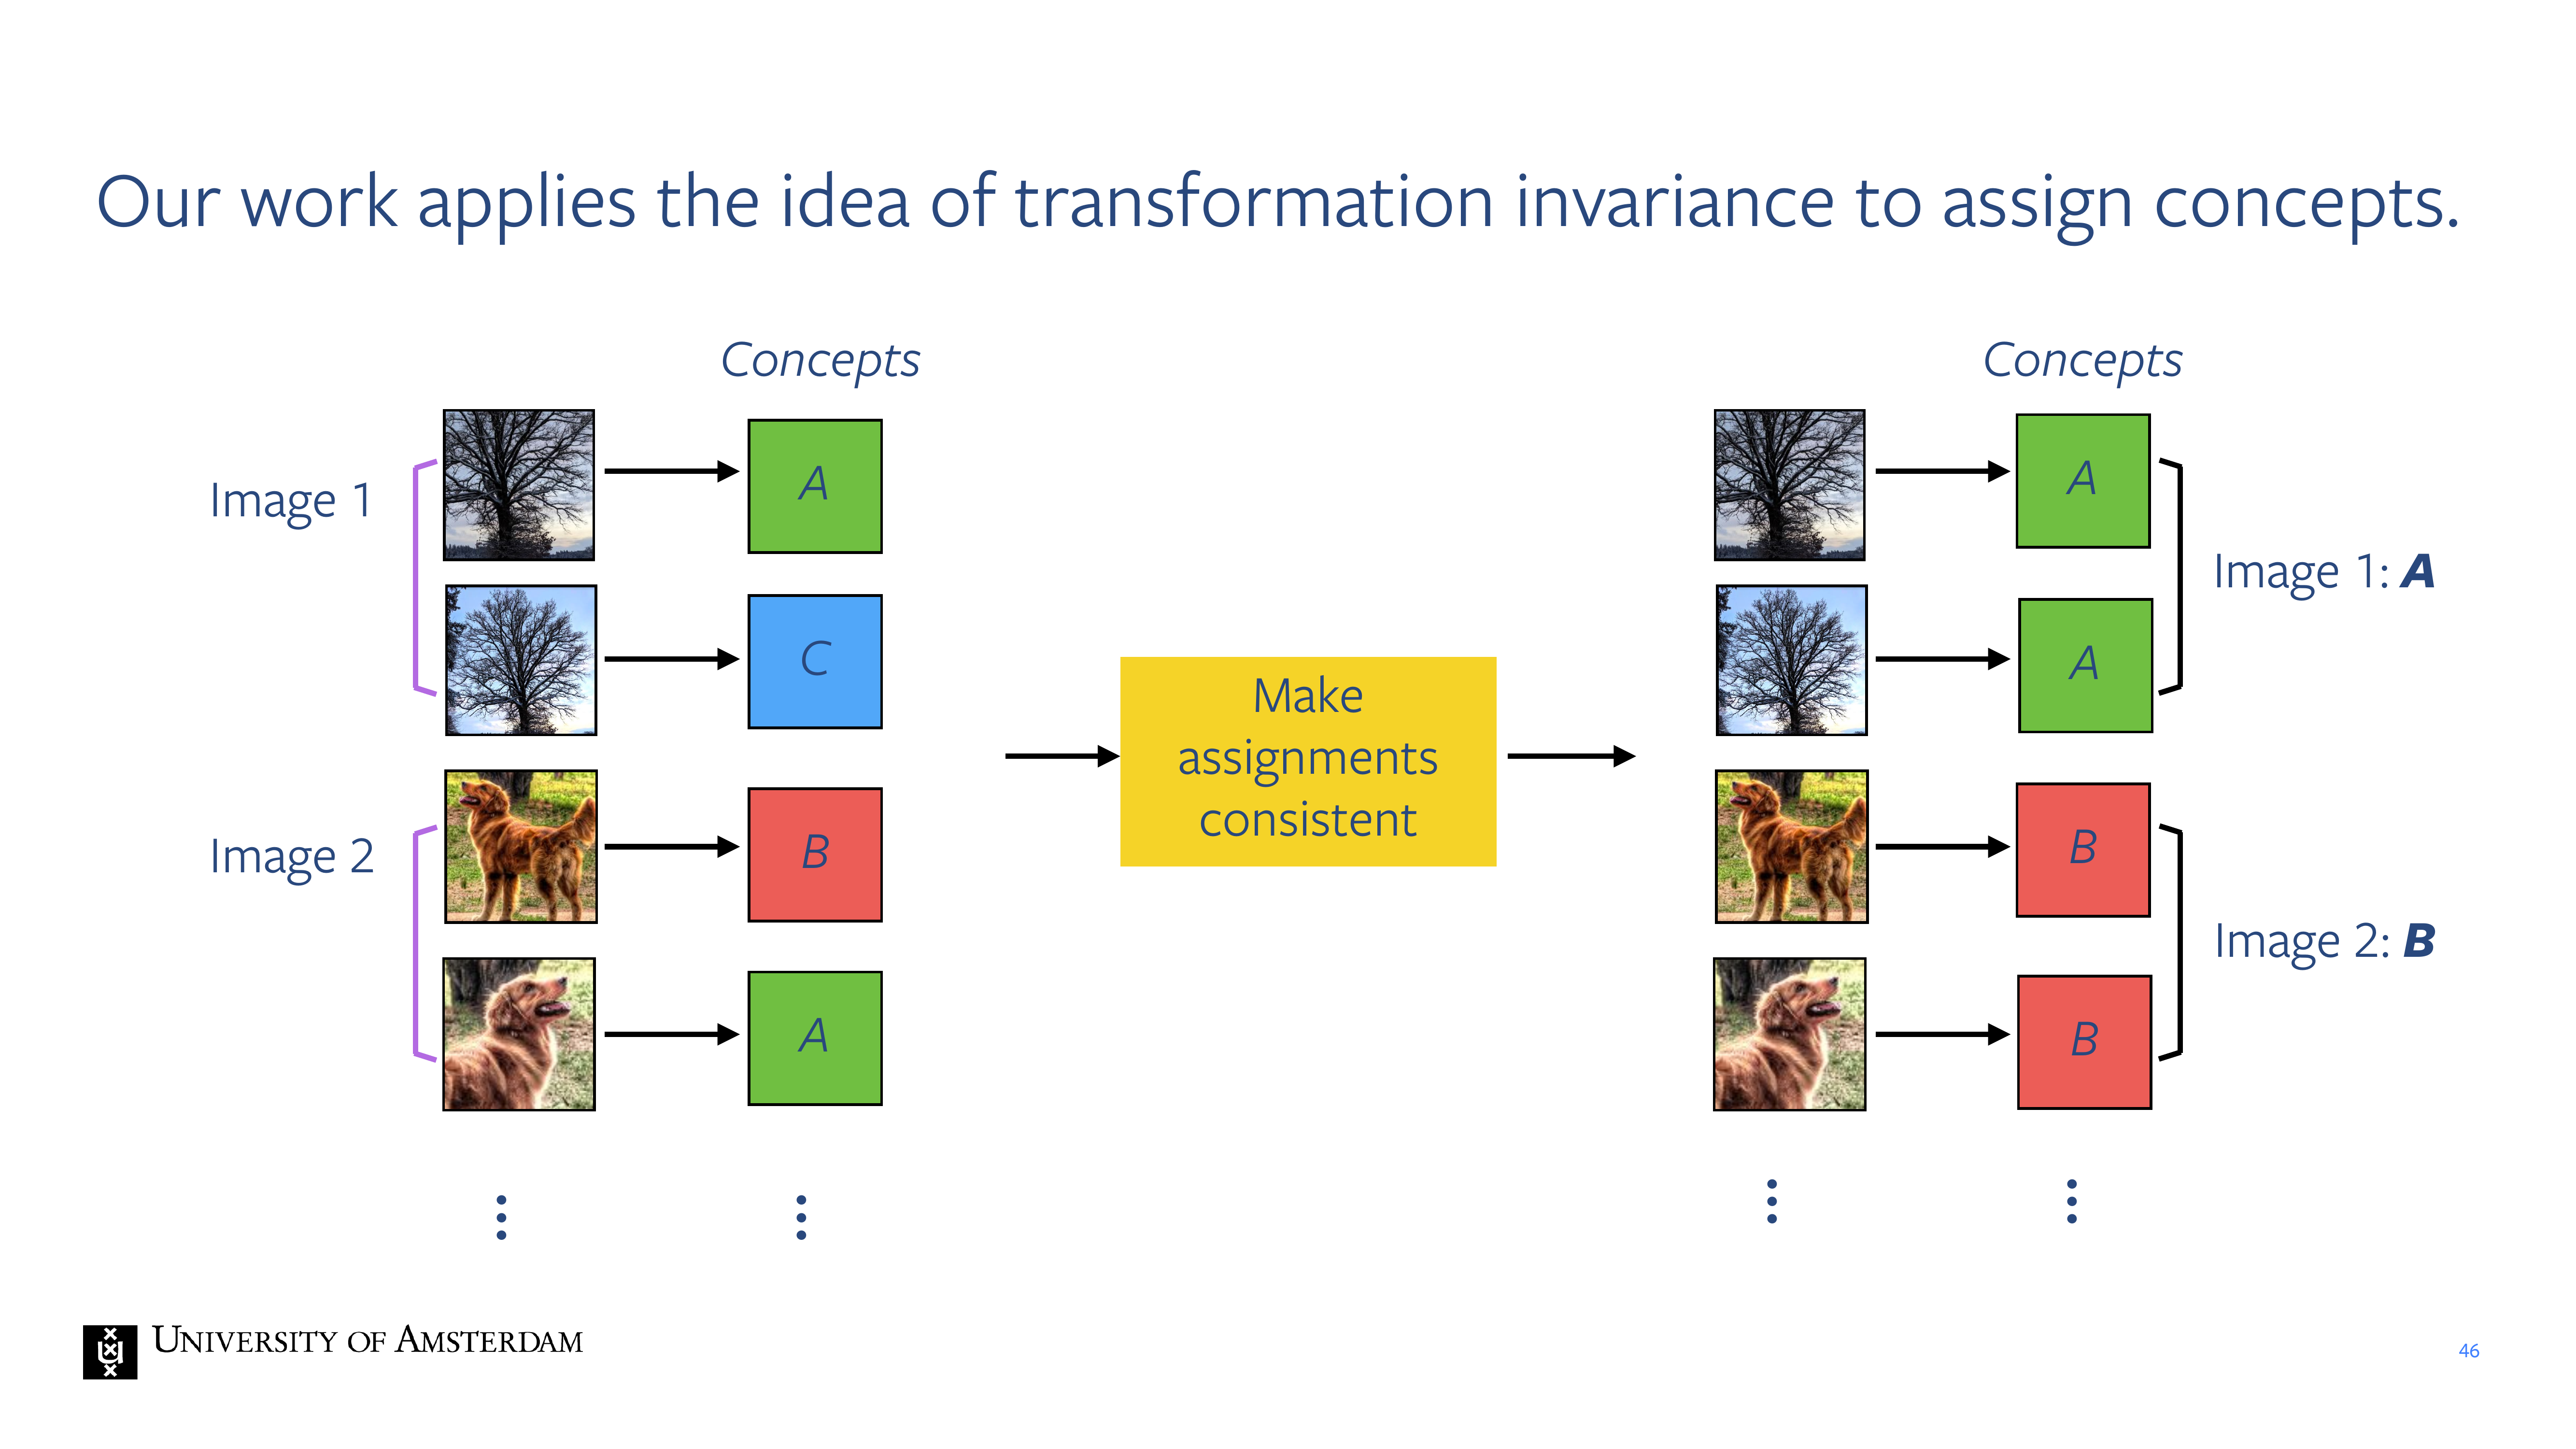 Our work applies the idea of transformation invariance to assign concepts.
Concepts
Image 1
A
C
Image 2
B
A
Make
assignments
consistent
Concepts
A
A
Image 1: A
B
B
Image 2: B
UNIVERSITY OF AMSTERDAM
46